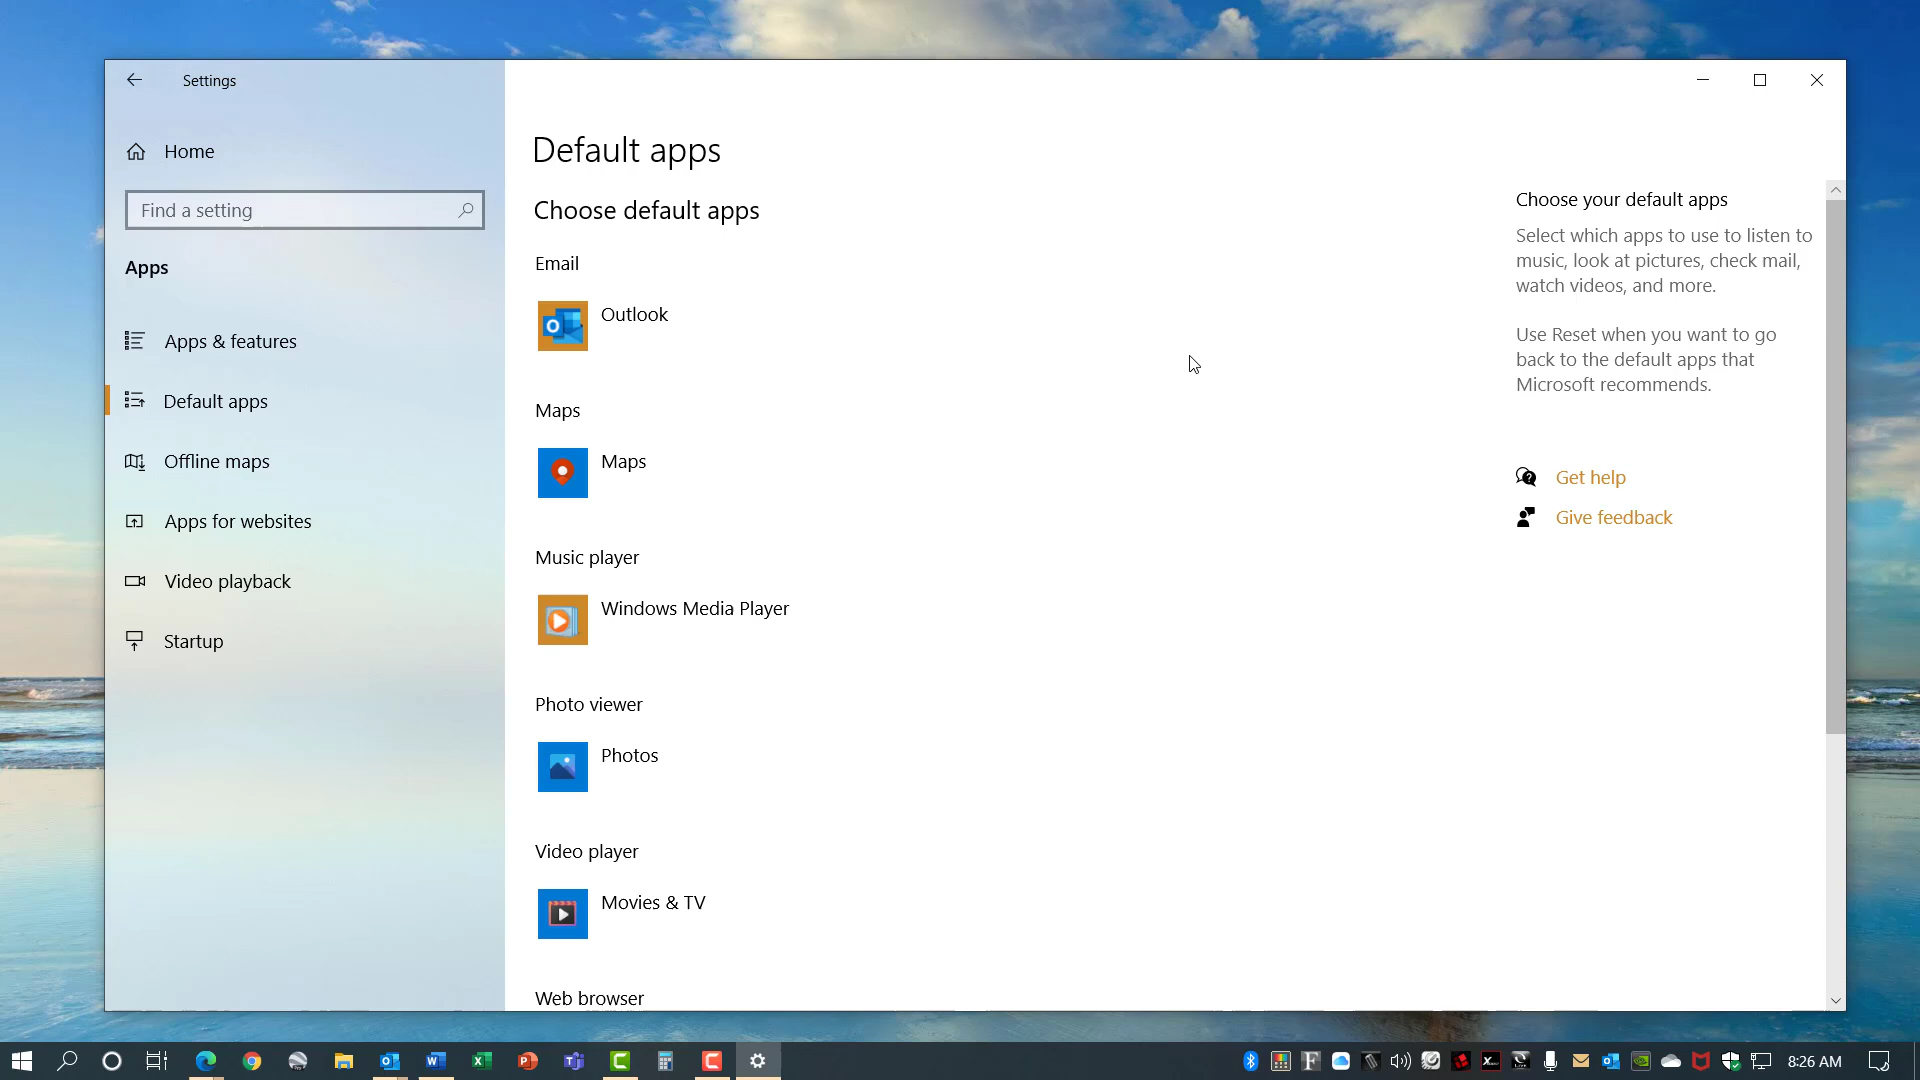 Settings
Home
Find a setting
Apps
Apps & features
Default apps
Offline maps
Apps for websites
Video playback
Startup
Default apps
Choose default apps
Email
Outlook
Maps
Maps
Music player
Windows Media Player
Photo viewer
Photos
Video player
Movies & TV
Web browser
Choose your default apps
Select which apps to use to listen to
music, look at pictures, check mail,
watch videos, and more.
Use Reset when you want to go
back to the default apps that
Microsoft recommends.
Get help
Give feedback
8:26 AM